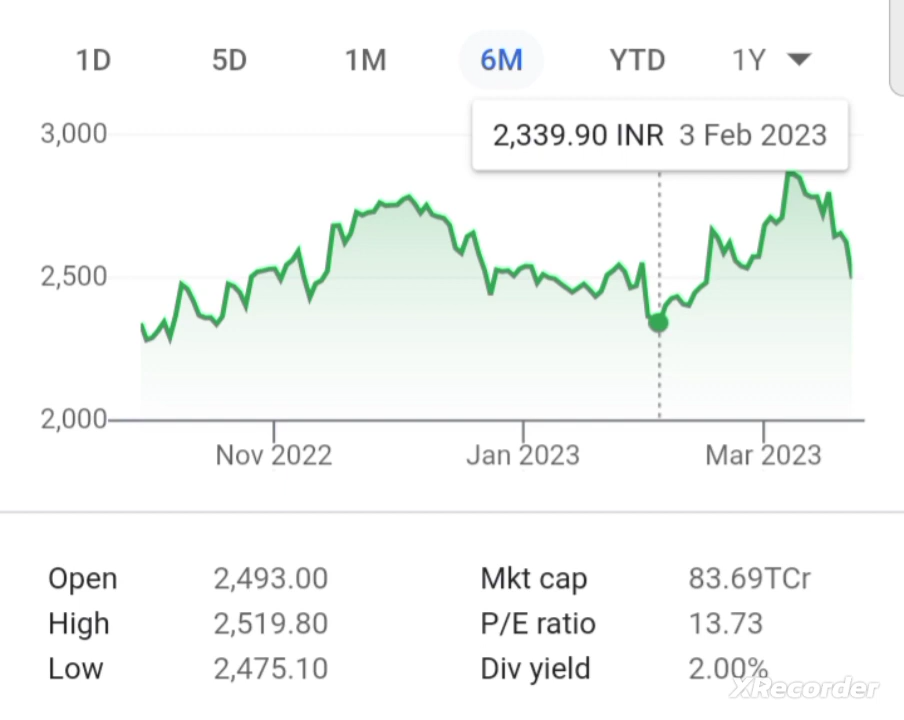 1D 5D 1M 6M YTD 1Y
2,339.90 INR 3 Feb 2023
3,000
2,500
2,000
Nov 2022 Jan 2023 Mar 2023
Open 2,493.00 Mkt cap 83.69TCr
High 2,519.80 P/E ratio 13.73
Low 2,475.10 Div yield 2.00%
XRecorder